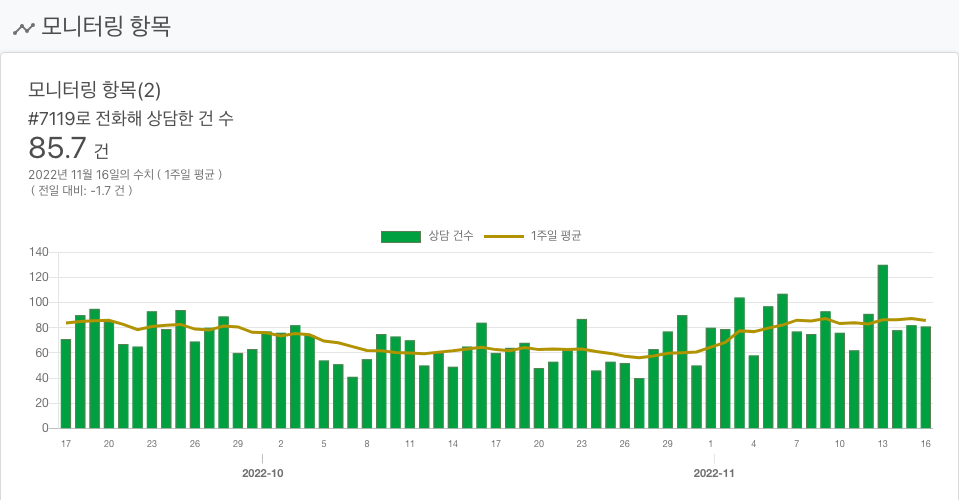 모니터링 항목
모니터링 항목(2)
#7119로 전화해 상담한 건 수
85.7 건
2022년 11월 16일의 수치 ( 1주일 평균 )
( 전일 대비: -1.7 건 )
상담 건수 1주일 평균
140
120
100
80
60
40
20
0
17 20 23 26 29 2 5 8 11 14 17 20 23 26 29 1 4 7 10 13 16
2022-10 2022-11